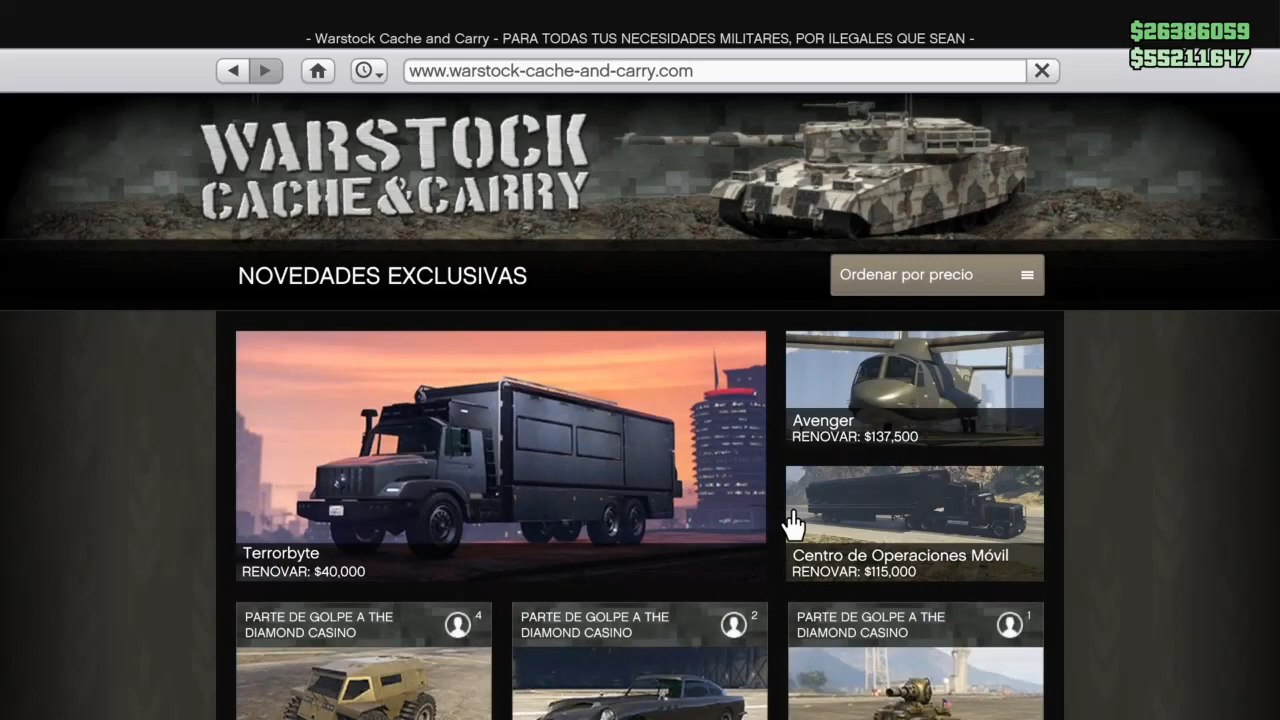 - Warstock Cache and Carry - PARA TODAS TUS NECESIDADES MILITARES, POR ILEGALES QUE SEAN -
$26386059
$55211647
www.warstock-cache-and-carry.com
WARSTOCK
CACHE&CARRY
NOVEDADES EXCLUSIVAS
Ordenar por precio
Terrorbyte
RENOVAR: $40,000
Avenger
RENOVAR: $137,500
Centro de Operaciones Móvil
RENOVAR: $115,000
PARTE DE GOLPE A THE
DIAMOND CASINO
4
PARTE DE GOLPE A THE
DIAMOND CASINO
2
PARTE DE GOLPE A THE
DIAMOND CASINO
1